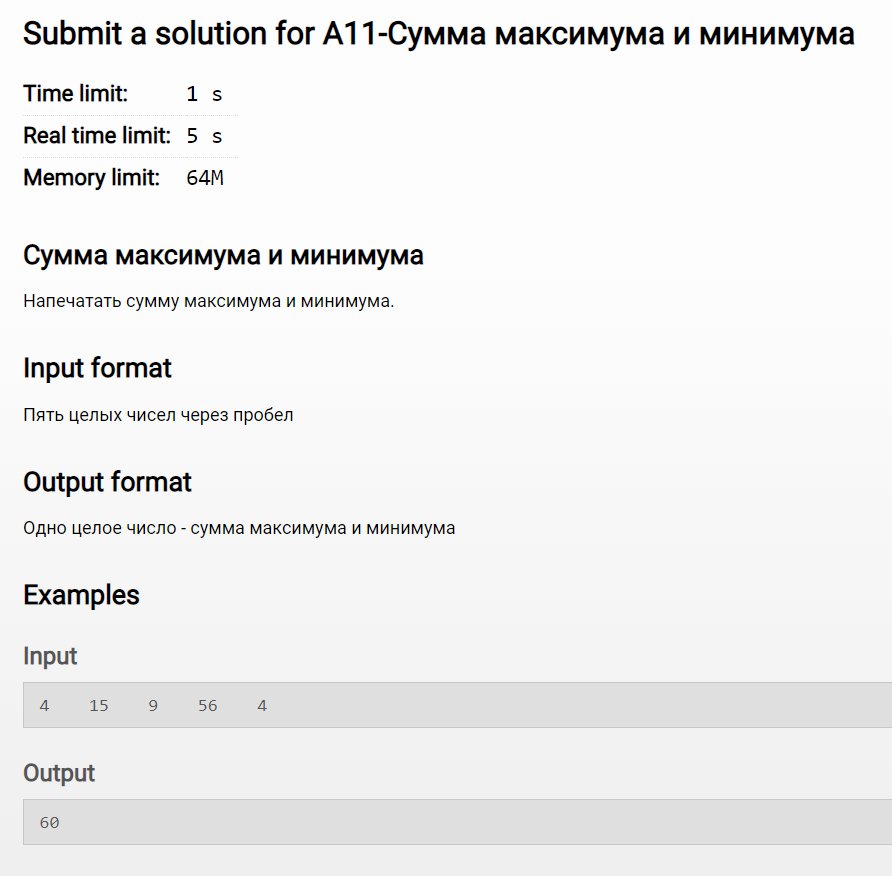 Submit a solution for A11-Сумма максимума и минимума
Time limit: 1 s
Real time limit: 5 s
Memory limit: 64M
Сумма максимума и минимума
Напечатать сумму максимума и минимума.
Input format
Пять целых чисел через пробел
Output format
Одно целое число - сумма максимума и минимума
Examples
Input
4    15    9    56    4
Output
60